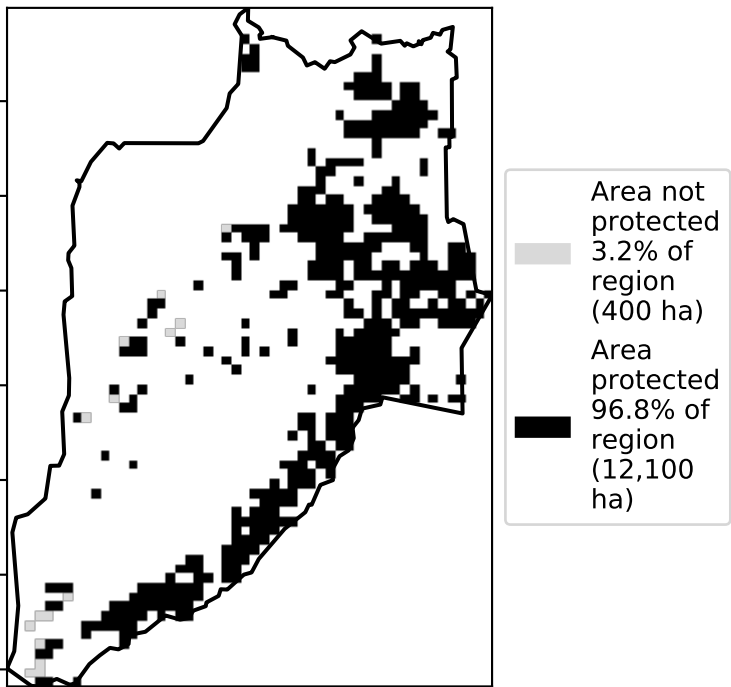 Area not
protected
3.2% of
region
(400 ha)
Area
protected
96.8% of
region
(12,100
ha)